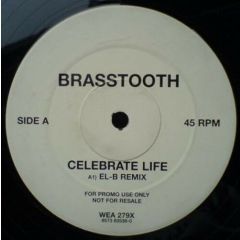 BRASSTOOTH
SIDE A
45 RPM
CELEBRATE LIFE
A1) EL-B REMIX
FOR PROMO USE ONLY
NOT FOR RESALE
WEA 279X